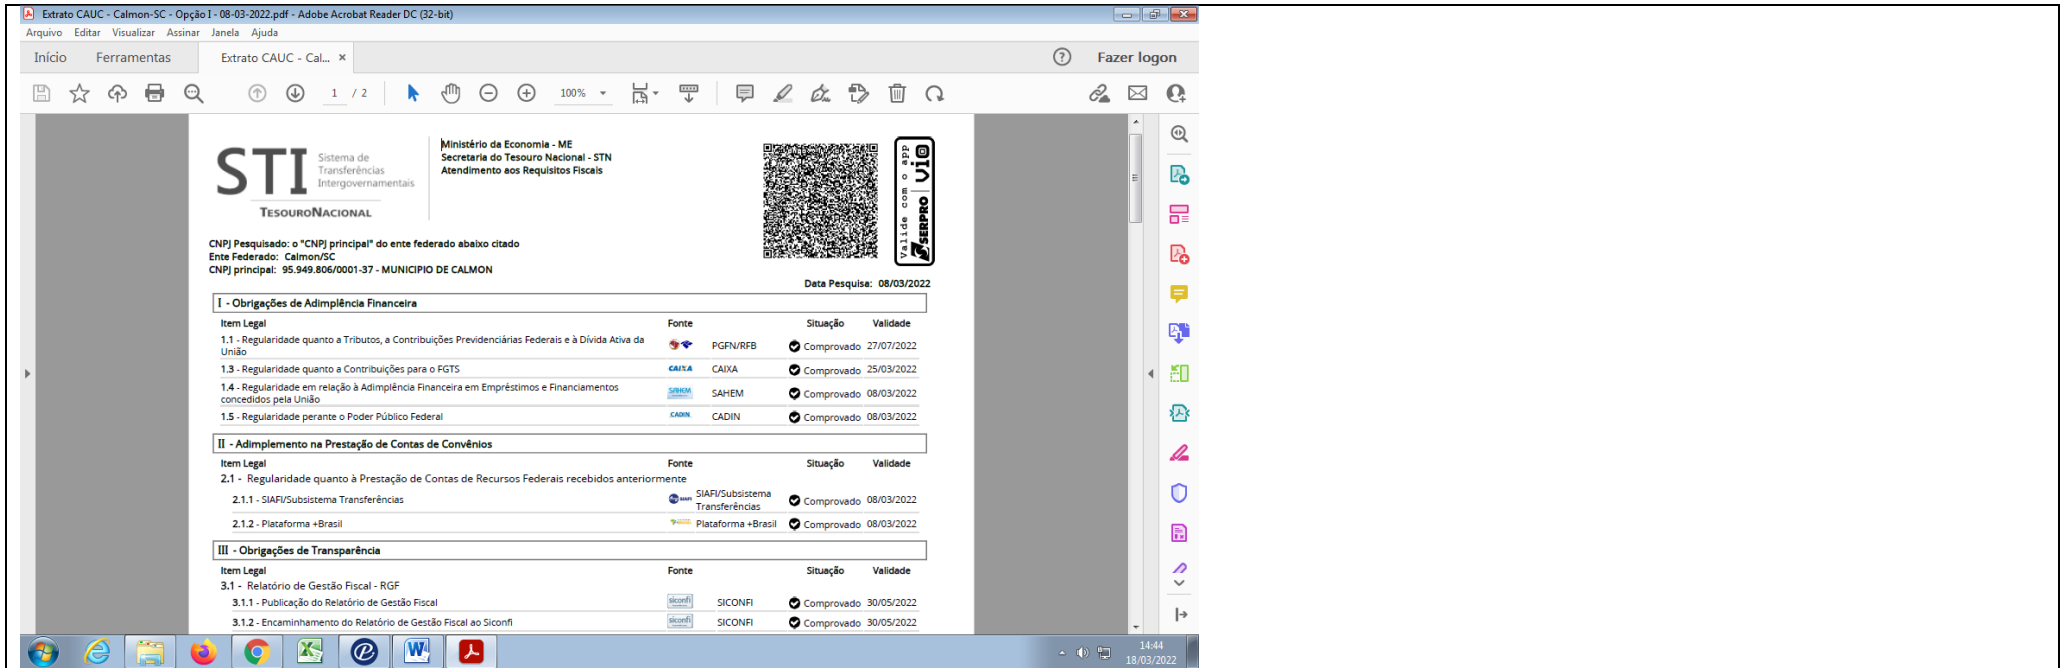 Extrato CAUC - Calmon-SC - Opção I - 08-03-2022.pdf - Adobe Acrobat Reader DC (32-bit)
Arquivo Editar Visualizar Assinar Janela Ajuda
Início Ferramentas Extrato CAUC - Cal... × Fazer logon
1 / 2 100%
STI
Sistema de
Transferências
Intergovernamentais
TESOURONACIONAL
Ministério da Economia - ME
Secretaria do Tesouro Nacional - STN
Atendimento aos Requisitos Fiscais
Valide com o app
SERPRO vio
CNPJ Pesquisado: o "CNPJ principal" do ente federado abaixo citado
Ente Federado: Calmon/SC
CNPJ principal: 95.949.806/0001-37 - MUNICIPIO DE CALMON
Data Pesquisa: 08/03/2022
I - Obrigações de Adimplência Financeira
Item Legal Fonte Situação Validade
1.1 - Regularidade quanto a Tributos, a Contribuições Previdenciárias Federais e à Dívida Ativa da
União PGFN/RFB Comprovado 27/07/2022
1.3 - Regularidade quanto a Contribuições para o FGTS CAIXA CAIXA Comprovado 25/03/2022
1.4 - Regularidade em relação à Adimplência Financeira em Empréstimos e Financiamentos
concedidos pela União SAHEM SAHEM Comprovado 08/03/2022
1.5 - Regularidade perante o Poder Público Federal CADIN CADIN Comprovado 08/03/2022
II - Adimplemento na Prestação de Contas de Convênios
Item Legal Fonte Situação Validade
2.1 - Regularidade quanto à Prestação de Contas de Recursos Federais recebidos anteriormente
2.1.1 - SIAFI/Subsistema Transferências SIAFI SIAFI/Subsistema
Transferências Comprovado 08/03/2022
2.1.2 - Plataforma +Brasil Plataforma +Brasil Comprovado 08/03/2022
III - Obrigações de Transparência
Item Legal Fonte Situação Validade
3.1 - Relatório de Gestão Fiscal - RGF
3.1.1 - Publicação do Relatório de Gestão Fiscal siconfi SICONFI Comprovado 30/05/2022
3.1.2 - Encaminhamento do Relatório de Gestão Fiscal ao Siconfi siconfi SICONFI Comprovado 30/05/2022
14:44
18/03/2022